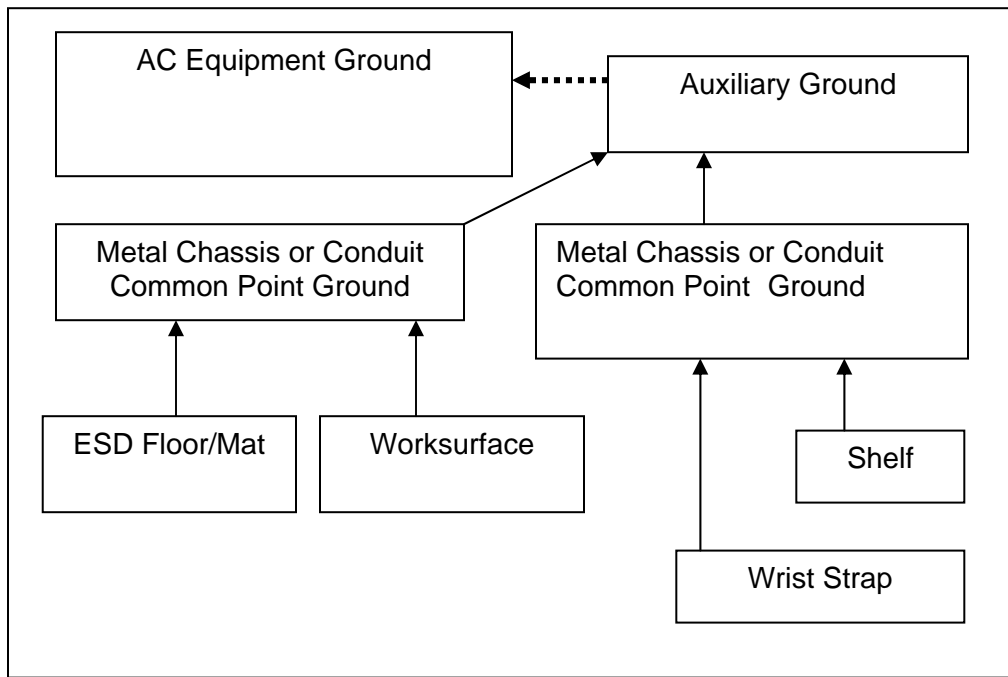 AC Equipment Ground
Auxiliary Ground
Metal Chassis or Conduit
Common Point Ground
Metal Chassis or Conduit
Common Point  Ground
ESD Floor/Mat
Worksurface
Shelf
Wrist Strap